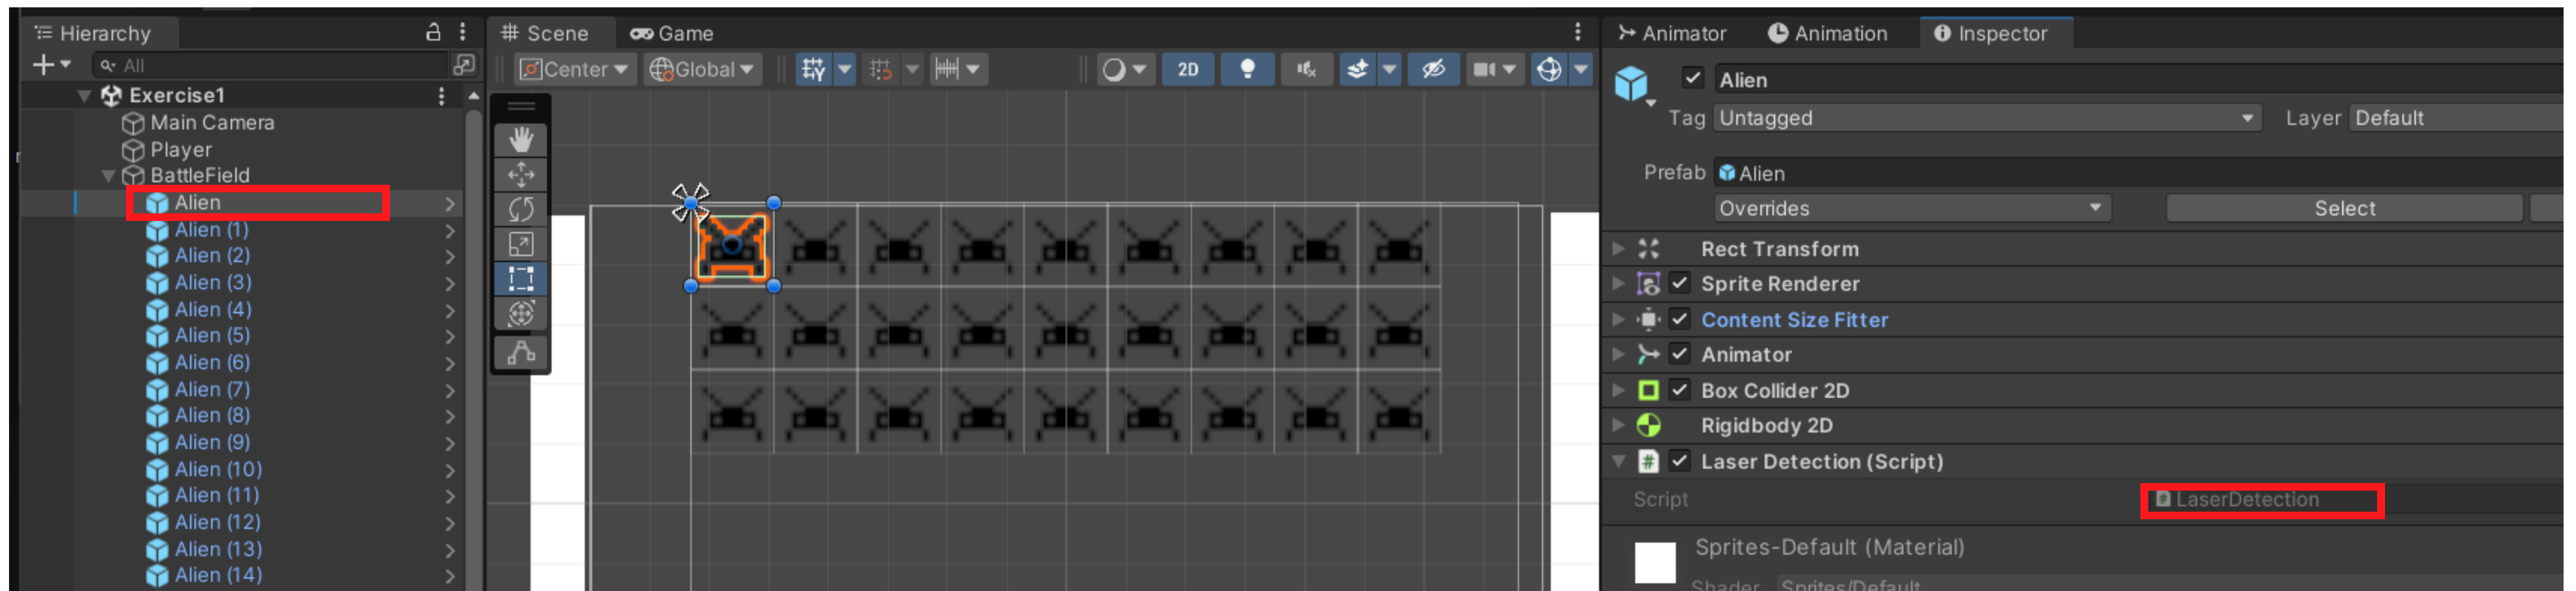 Hierarchy
All
Exercise1
Main Camera
Player
BattleField
Alien
Alien (1)
Alien (2)
Alien (3)
Alien (4)
Alien (5)
Alien (6)
Alien (7)
Alien (8)
Alien (9)
Alien (10)
Alien (11)
Alien (12)
Alien (13)
Alien (14)
Scene
Game
Center
Global
2D
Animator
Animation
Inspector
Alien
Tag Untagged
Layer Default
Prefab Alien
Overrides
Select
Rect Transform
Sprite Renderer
Content Size Fitter
Animator
Box Collider 2D
Rigidbody 2D
# Laser Detection (Script)
Script
LaserDetection
Sprites-Default (Material)
Shader Sprites/Default